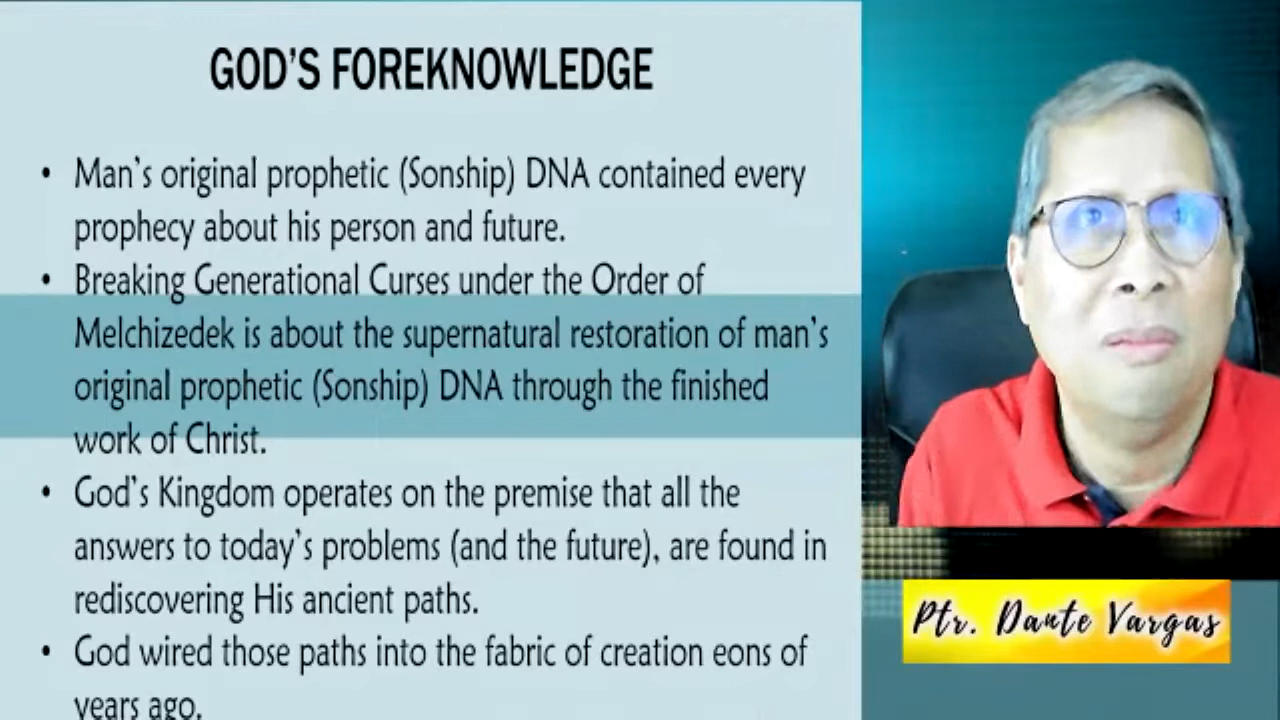 GOD'S FOREKNOWLEDGE
• Man's original prophetic (Sonship) DNA contained every
prophecy about his person and future.
• Breaking Generational Curses under the Order of
Melchizedek is about the supernatural restoration of man's
original prophetic (Sonship) DNA through the finished
work of Christ.
• God's Kingdom operates on the premise that all the
answers to today's problems (and the future), are found in
rediscovering His ancient paths.
• God wired those paths into the fabric of creation eons of
years ago.
Ptr. Dante Vargas